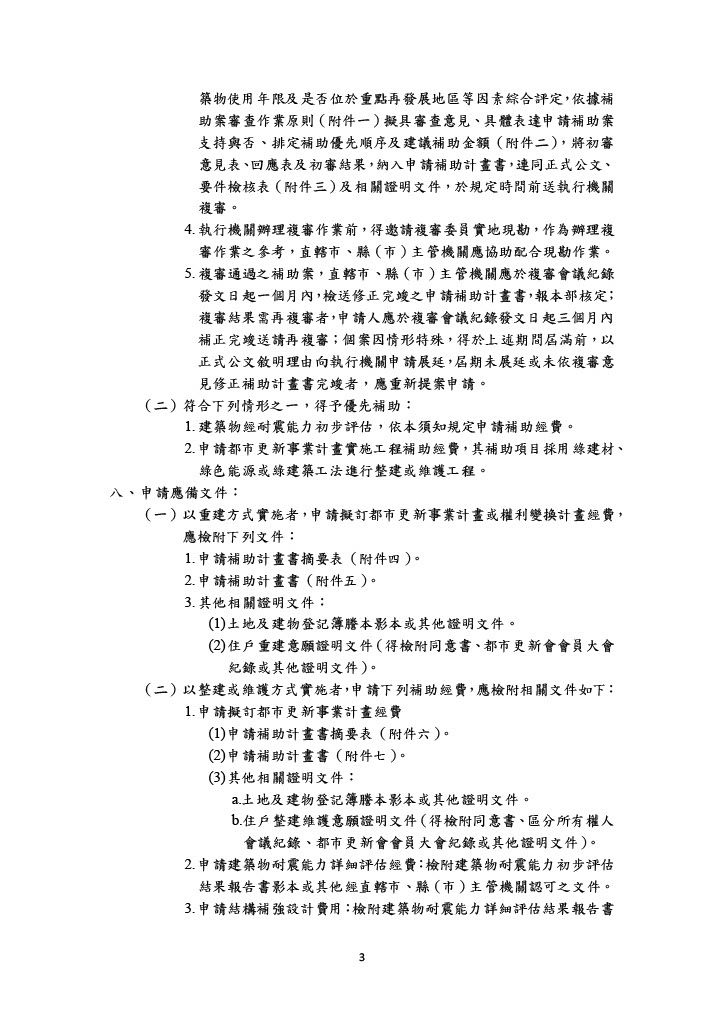 築物使用年限及是否位於重點再發展地區等因素綜合評定，依據補
助案審查作業原則（附件一）擬具審查意見、具體表達申請補助案
支持與否、排定補助優先順序及建議補助金額（附件二），將初審
意見表、回應表及初審結果，納入申請補助計畫書，連同正式公文、
要件檢核表（附件三）及相關證明文件，於規定時間前送執行機關
複審。
4. 執行機關辦理複審作業前，得邀請複審委員實地現勘，作為辦理複
審作業之參考，直轄市、縣（市）主管機關應協助配合現勘作業。
5. 複審通過之補助案，直轄市、縣（市）主管機關應於複審會議紀錄
發文日起一個月內，檢送修正完竣之申請補助計畫書，報本部核定；
複審結果需再複審者，申請人應於複審會議紀錄發文日起三個月內
補正完竣送請再複審；個案因情形特殊，得於上述期間屆滿前，以
正式公文敘明理由向執行機關申請展延，屆期未展延或未依複審意
見修正補助計畫書完竣者，應重新提案申請。
（二）符合下列情形之一，得予優先補助：
1. 建築物經耐震能力初步評估，依本須知規定申請補助經費。
2. 申請都市更新事業計畫實施工程補助經費，其補助項目採用綠建材、
綠色能源或綠建築工法進行整建或維護工程。
八、申請應備文件：
（一）以重建方式實施者，申請擬訂都市更新事業計畫或權利變換計畫經費，
應檢附下列文件：
1. 申請補助計畫書摘要表（附件四）。
2. 申請補助計畫書（附件五）。
3. 其他相關證明文件：
(1)土地及建物登記簿謄本影本或其他證明文件。
(2)住戶重建意願證明文件（得檢附同意書、都市更新會會員大會
紀錄或其他證明文件）。
（二）以整建或維護方式實施者，申請下列補助經費，應檢附相關文件如下：
1. 申請擬訂都市更新事業計畫經費
(1)申請補助計畫書摘要表（附件六）。
(2)申請補助計畫書（附件七）。
(3)其他相關證明文件：
a.土地及建物登記簿謄本影本或其他證明文件。
b.住戶整建維護意願證明文件（得檢附同意書、區分所有權人
會議紀錄、都市更新會會員大會紀錄或其他證明文件）。
2. 申請建築物耐震能力詳細評估經費：檢附建築物耐震能力初步評估
結果報告書影本或其他經直轄市、縣（市）主管機關認可之文件。
3. 申請結構補強設計費用：檢附建築物耐震能力詳細評估結果報告書
3